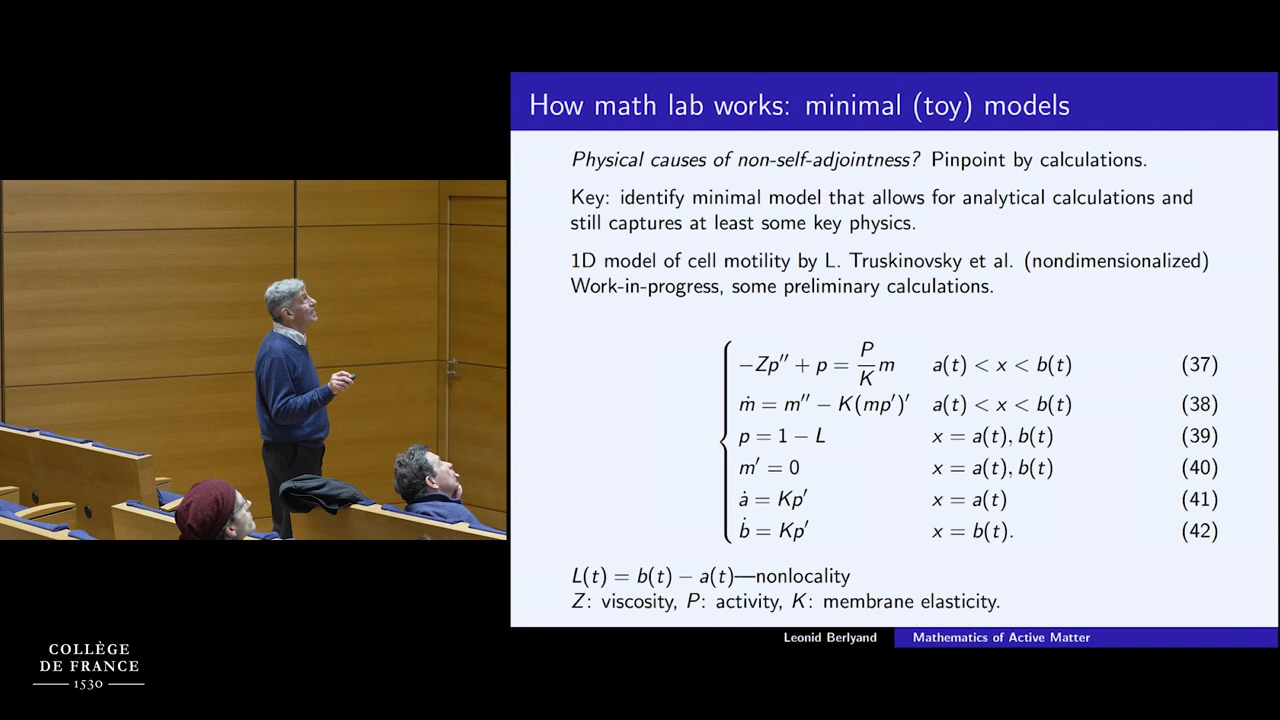 How math lab works: minimal (toy) models
Physical causes of non-self-adjointness? Pinpoint by calculations.
Key: identify minimal model that allows for analytical calculations and
still captures at least some key physics.
1D model of cell motility by L. Truskinovsky et al. (nondimensionalized)
Work-in-progress, some preliminary calculations.
−Zp′′ + p = P/K m a(t) < x < b(t) (37)
ṁ = m′′ − K(mp′)′ a(t) < x < b(t) (38)
p = 1 − L x = a(t), b(t) (39)
m′ = 0 x = a(t), b(t) (40)
ȧ = Kp′ x = a(t) (41)
ḃ = Kp′ x = b(t). (42)
L(t) = b(t) − a(t)—nonlocality
Z: viscosity, P: activity, K: membrane elasticity.
Leonid Berlyand Mathematics of Active Matter
COLLÈGE
DE FRANCE
1530